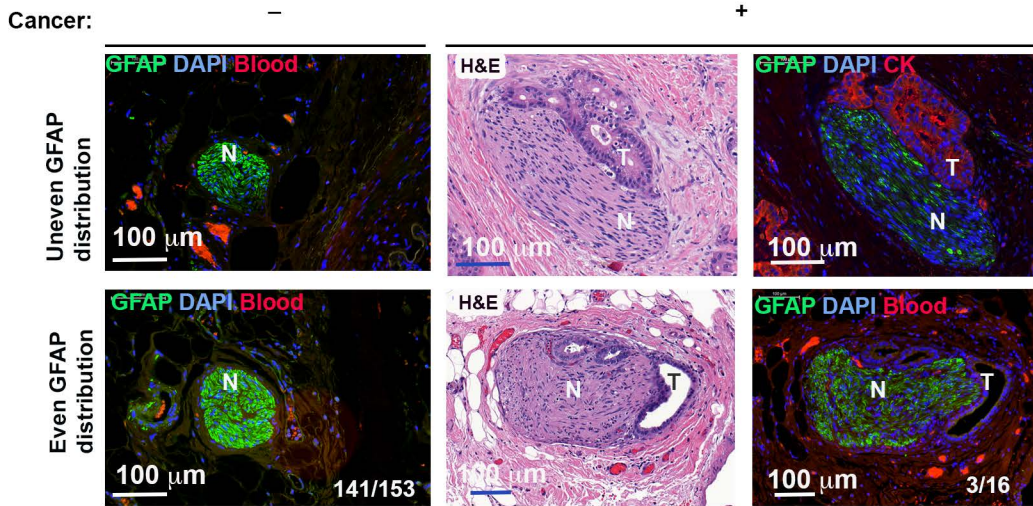 Cancer: − +
Uneven GFAP
distribution
GFAP DAPI Blood
N
100 μm
H&E
T
N
100 μm
GFAP DAPI CK
T
N
100 μm
Even GFAP
distribution
GFAP DAPI Blood
N
100 μm
141/153
H&E
N
T
100 μm
GFAP DAPI Blood
N
T
100 μm
3/16